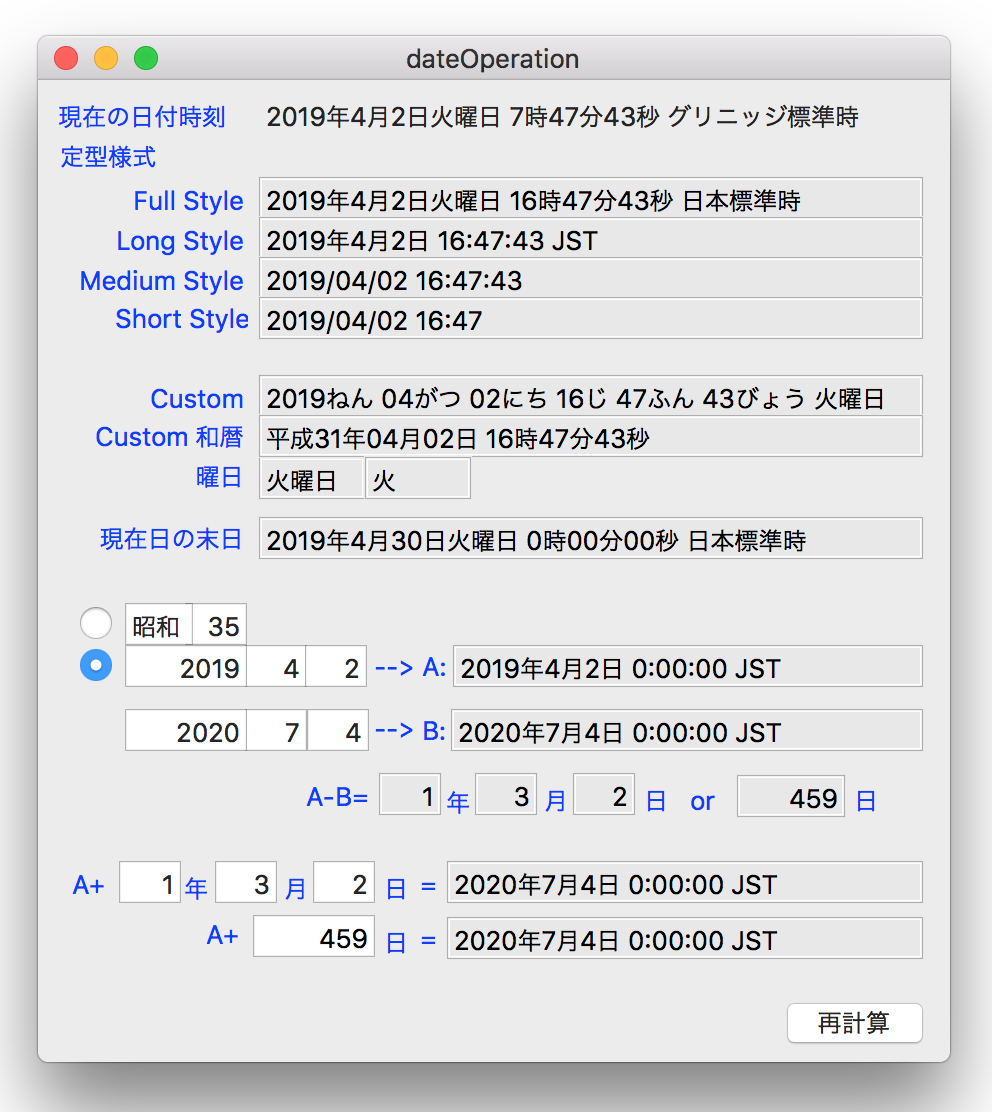 dateOperation
現在の日付時刻 2019年4月2日火曜日 7時47分43秒 グリニッジ標準時
定型様式
Full Style 2019年4月2日火曜日 16時47分43秒 日本標準時
Long Style 2019年4月2日 16:47:43 JST
Medium Style 2019/04/02 16:47:43
Short Style 2019/04/02 16:47
Custom 2019ねん 04がつ 02にち 16じ 47ふん 43びょう 火曜日
Custom 和暦 平成31年04月02日 16時47分43秒
曜日 火曜日 火
現在日の末日 2019年4月30日火曜日 0時00分00秒 日本標準時
昭和 35
2019 4 2 --> A: 2019年4月2日 0:00:00 JST
2020 7 4 --> B: 2020年7月4日 0:00:00 JST
A-B= 1 年 3 月 2 日 or 459 日
A+ 1 年 3 月 2 日 = 2020年7月4日 0:00:00 JST
A+ 459 日 = 2020年7月4日 0:00:00 JST
再計算